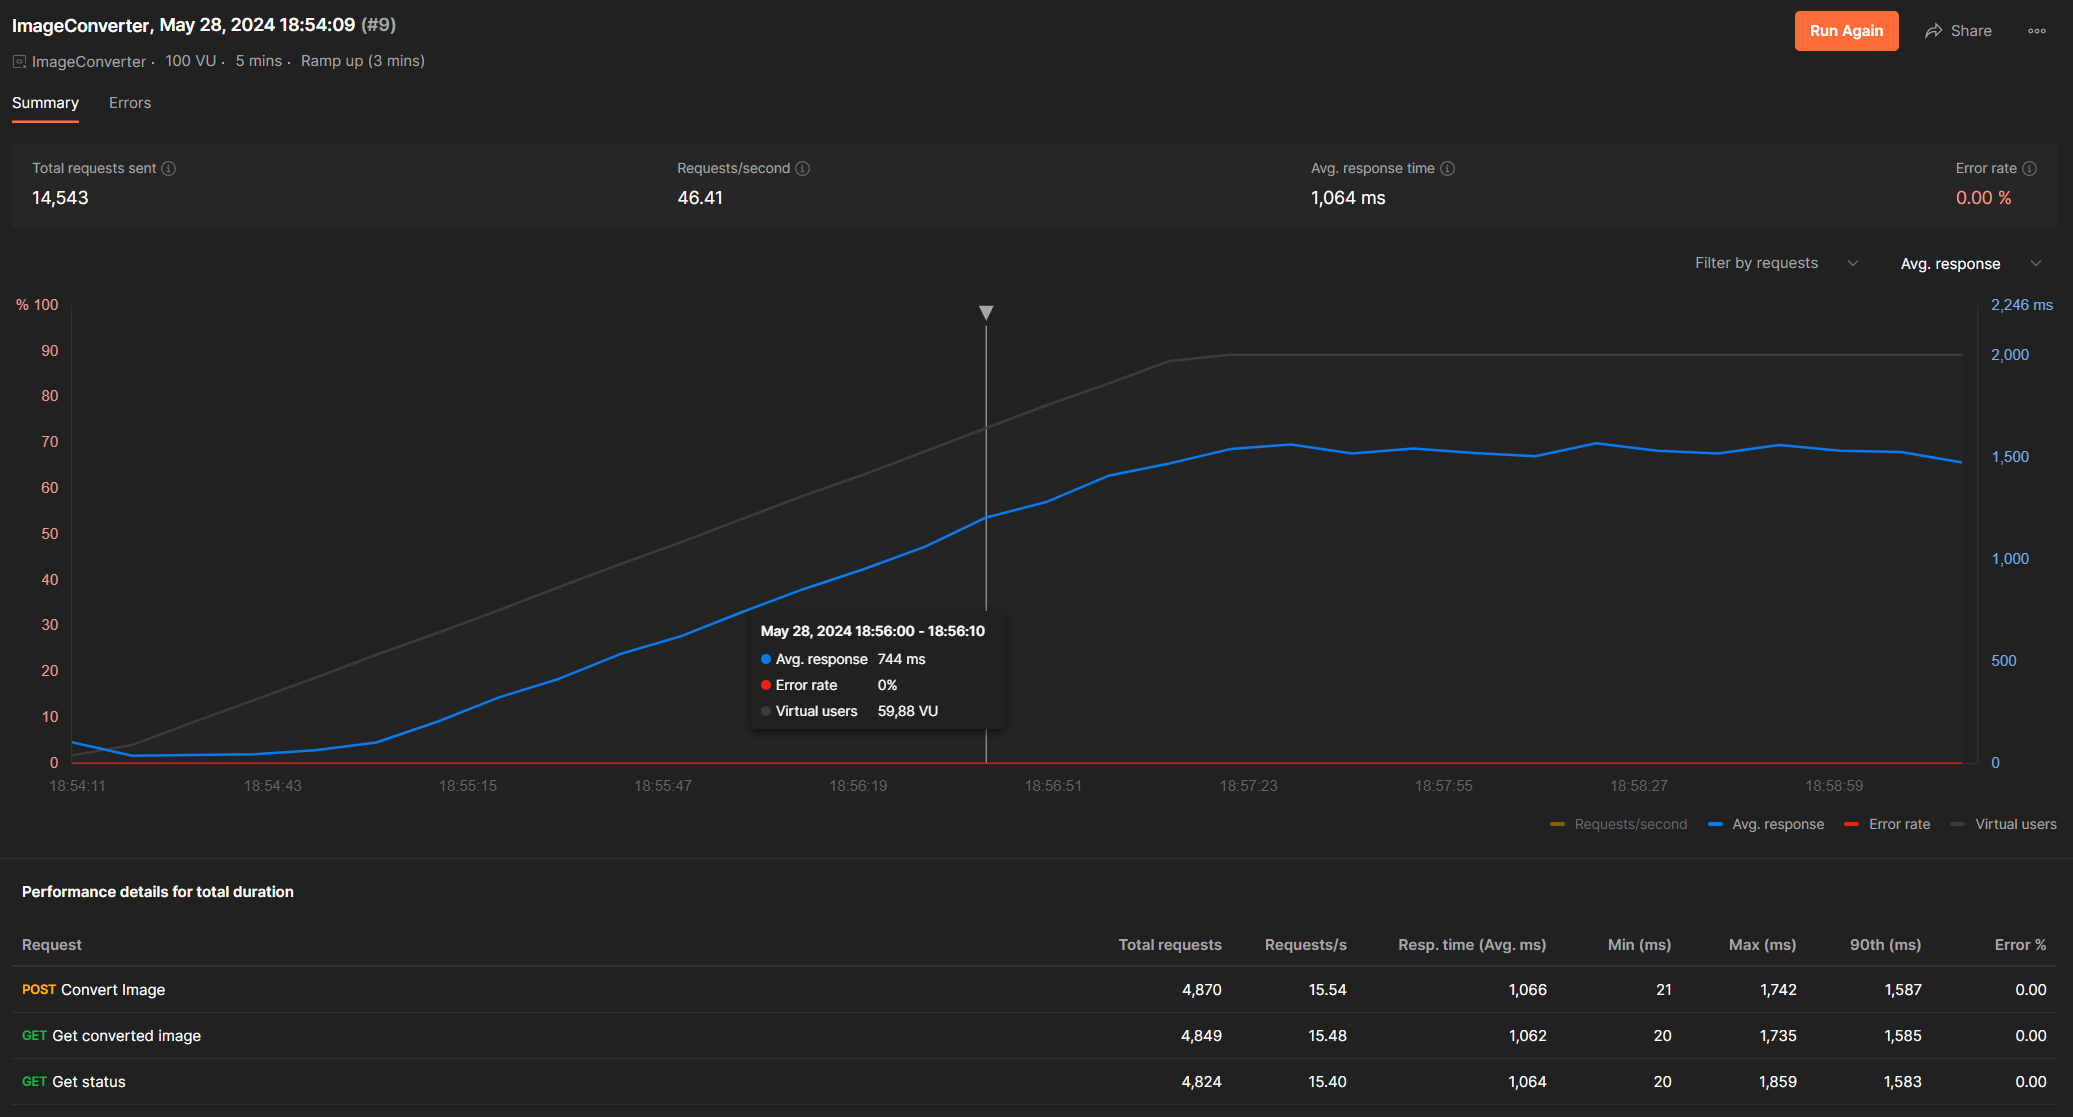 ImageConverter, May 28, 2024 18:54:09 (#9)
Run Again
Share
ImageConverter · 100 VU · 5 mins · Ramp up (3 mins)
Summary Errors
Total requests sent Requests/second Avg. response time Error rate
14,543 46.41 1,064 ms 0.00 %
Filter by requests Avg. response
% 100 2,246 ms
90
2,000
80
70
1,500
60
50
1,000
40
30
500
20
10
0 0
May 28, 2024 18:56:00 - 18:56:10
Avg. response 744 ms
Error rate 0%
Virtual users 59,88 VU
18:54:11 18:54:43 18:55:15 18:55:47 18:56:19 18:56:51 18:57:23 18:57:55 18:58:27 18:58:59
Requests/second Avg. response Error rate Virtual users
Performance details for total duration
Request Total requests Requests/s Resp. time (Avg. ms) Min (ms) Max (ms) 90th (ms) Error %
POST Convert Image 4,870 15.54 1,066 21 1,742 1,587 0.00
GET Get converted image 4,849 15.48 1,062 20 1,735 1,585 0.00
GET Get status 4,824 15.40 1,064 20 1,859 1,583 0.00